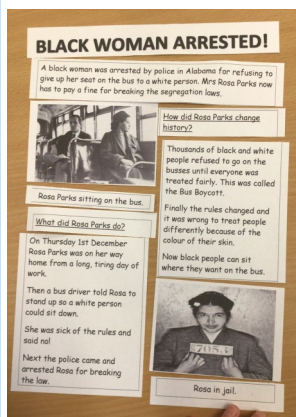 BLACK WOMAN ARRESTED!
A black woman was arrested by police in Alabama for refusing to
give up her seat on the bus to a white person. Mrs Rosa Parks now
has to pay a fine for breaking the segregation laws.
Rosa Parks sitting on the bus.
What did Rosa Parks do?
On Thursday 1st December
Rosa Parks was on her way
home from a long, tiring day of
work.
Then a bus driver told Rosa to
stand up so a white person
could sit down.
She was sick of the rules and
said no!
Next the police came and
arrested Rosa for breaking
the law.
How did Rosa Parks change
history?
Thousands of black and white
people refused to go on the
busses until everyone was
treated fairly. This was called
the Bus Boycott.
Finally the rules changed and
it was wrong to treat people
differently because of the
colour of their skin.
Now black people can sit
where they want on the bus.
7053
Rosa in jail.